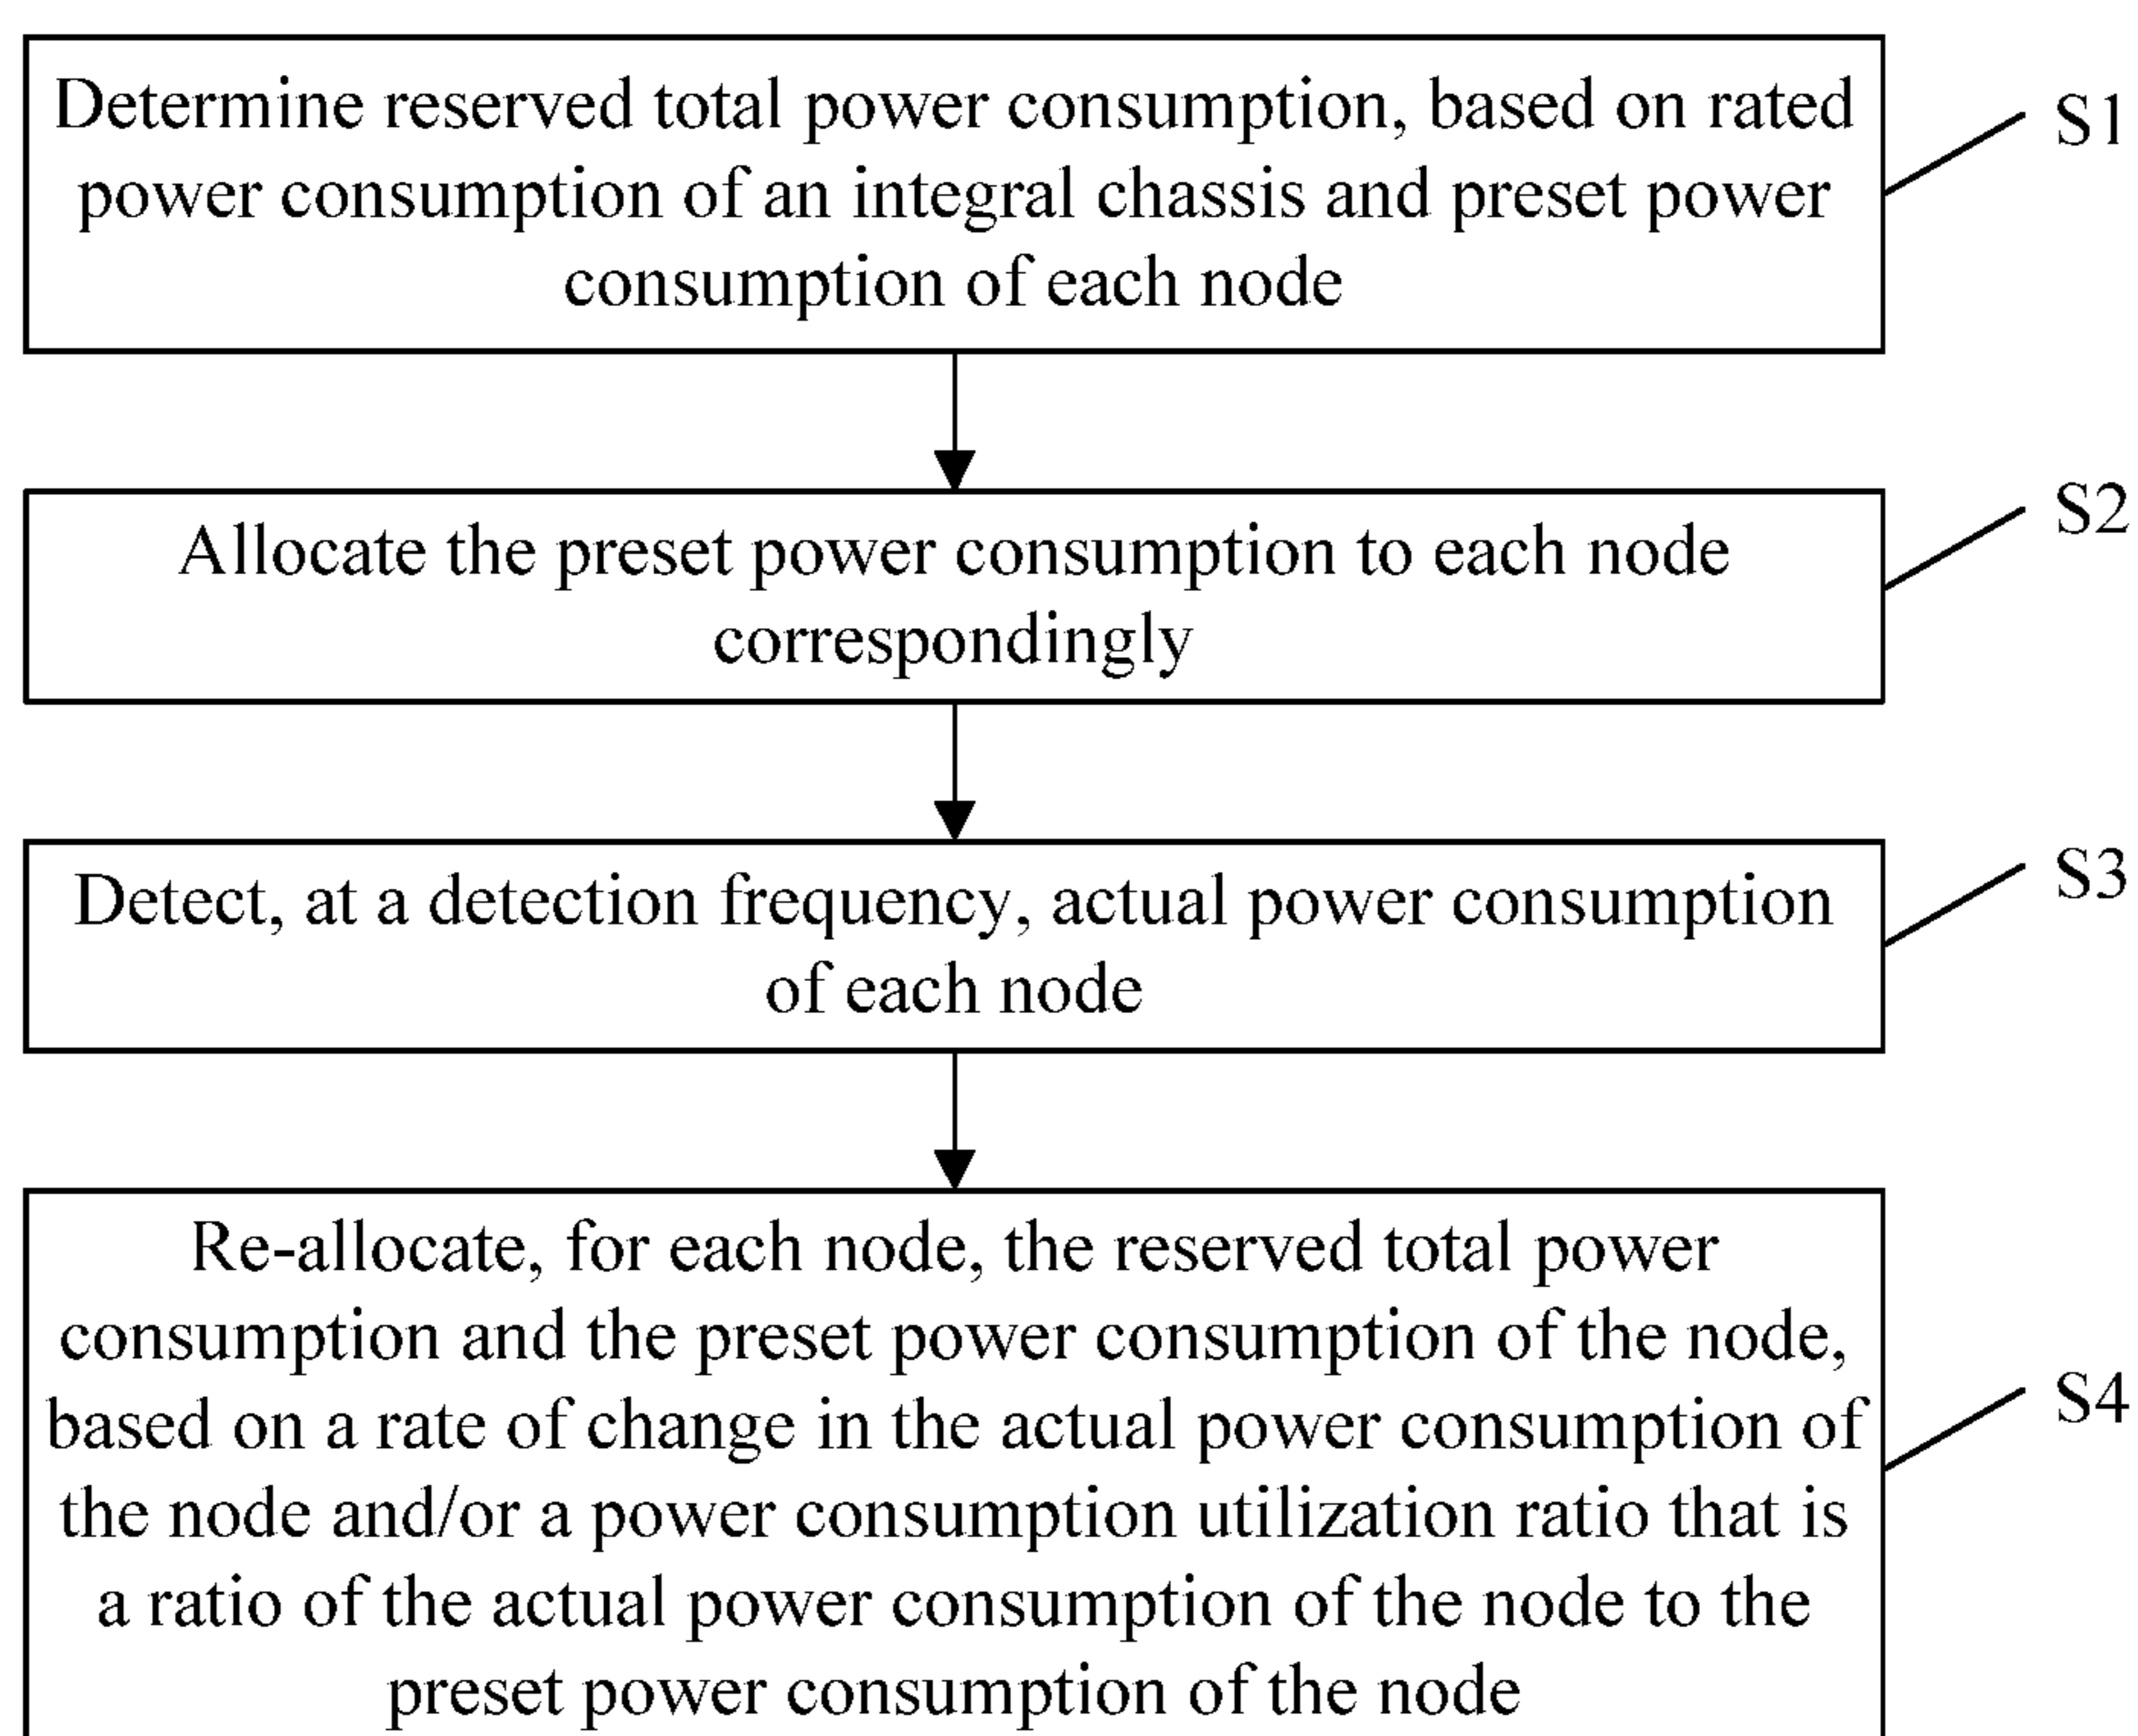 Determine reserved total power consumption, based on rated
power consumption of an integral chassis and preset power
consumption of each node
S1
Allocate the preset power consumption to each node
correspondingly
S2
Detect, at a detection frequency, actual power consumption
of each node
S3
Re-allocate, for each node, the reserved total power
consumption and the preset power consumption of the node,
based on a rate of change in the actual power consumption of
the node and/or a power consumption utilization ratio that is
a ratio of the actual power consumption of the node to the
preset power consumption of the node
S4